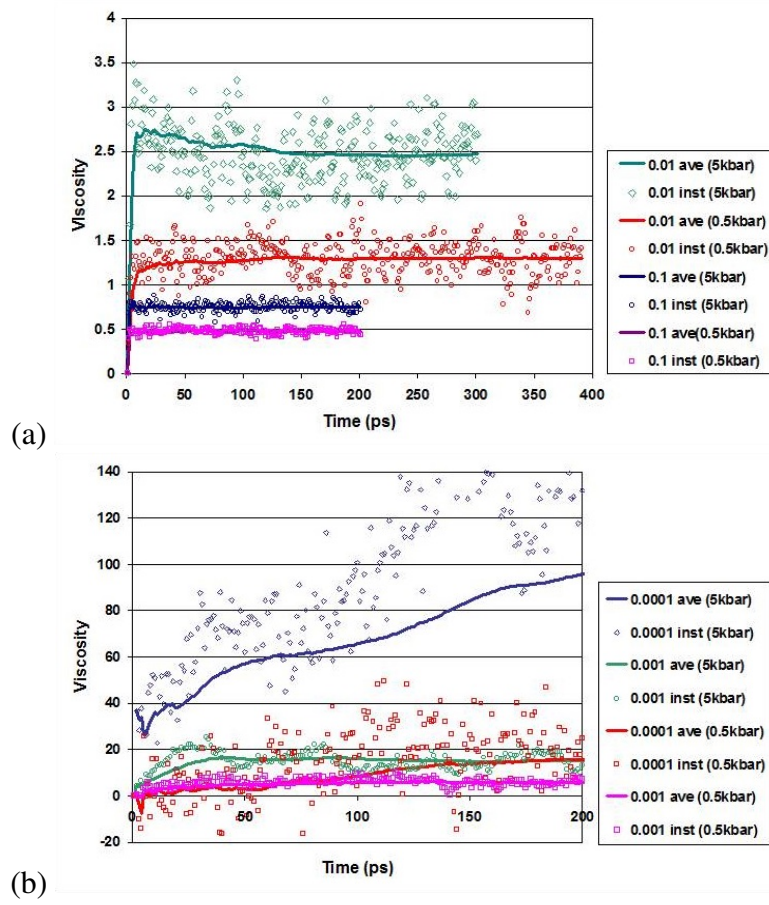 4
3.5
3
2.5
2
1.5
1
0.5
0
Viscosity
0 50 100 150 200 250 300 350 400
Time (ps)
0.01 ave (5kbar)
0.01 inst (5kbar)
0.01 ave (0.5kbar)
0.01 inst (0.5kbar)
0.1 ave (5kbar)
0.1 inst (5kbar)
0.1 ave(0.5kbar)
0.1 inst (0.5kbar)
(a)
140
120
100
80
60
40
20
0
-20
Viscosity
0 50 100 150 200
Time (ps)
0.0001 ave (5kbar)
0.0001 inst (5kbar)
0.001 ave (5kbar)
0.001 inst (5kbar)
0.0001 ave (0.5kbar)
0.0001 inst (0.5kbar)
0.001 ave (0.5kbar)
0.001 inst (0.5kbar)
(b)